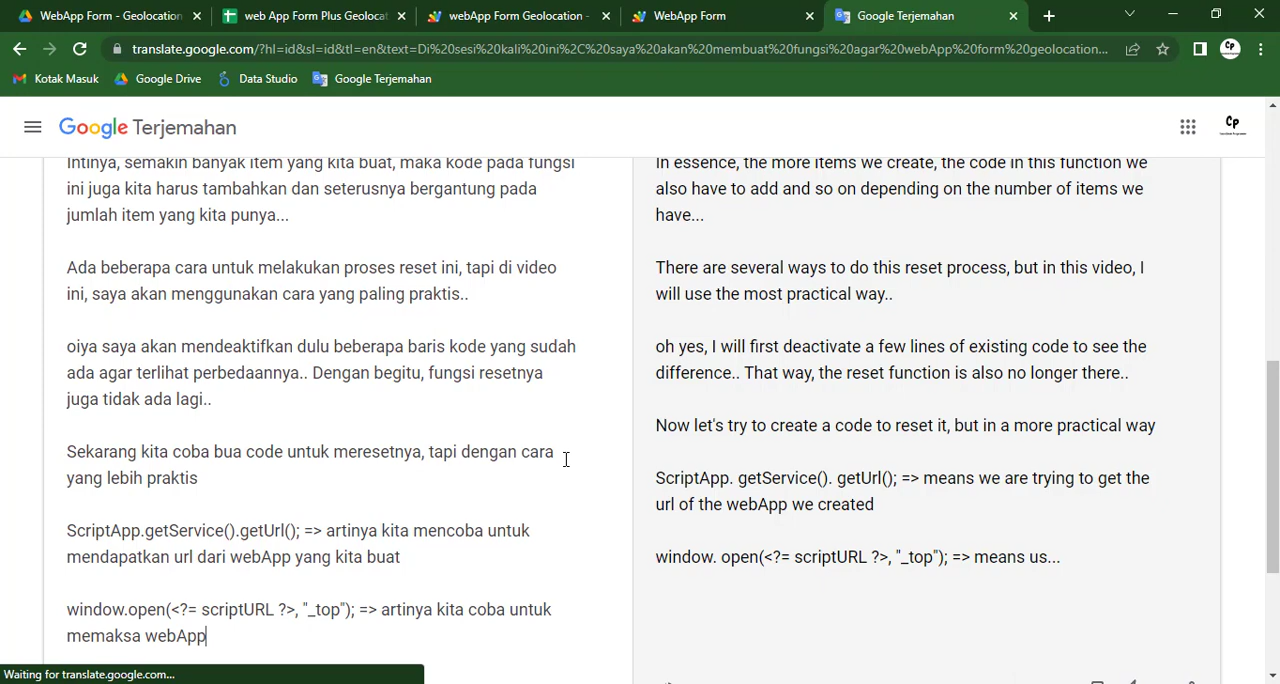 WebApp Form - Geolocation
web App Form Plus Geolocat
webApp Form Geolocation -
WebApp Form
Google Terjemahan
translate.google.com/?hl=id&sl=id&tl=en&text=Di%20sesi%20kali%20ini%2C%20saya%20akan%20membuat%20fungsi%20agar%20webApp%20form%20geolocation...
Kotak Masuk
Google Drive
Data Studio
Google Terjemahan
Google Terjemahan
Cp
Intinya, semakin banyak item yang kita buat, maka kode pada fungsi
ini juga kita harus tambahkan dan seterusnya bergantung pada
jumlah item yang kita punya...
Ada beberapa cara untuk melakukan proses reset ini, tapi di video
ini, saya akan menggunakan cara yang paling praktis..
oiya saya akan mendeaktifkan dulu beberapa baris kode yang sudah
ada agar terlihat perbedaannya.. Dengan begitu, fungsi resetnya
juga tidak ada lagi..
Sekarang kita coba bua code untuk meresetnya, tapi dengan cara
yang lebih praktis
ScriptApp.getService().getUrl(); => artinya kita mencoba untuk
mendapatkan url dari webApp yang kita buat
window.open(<?= scriptURL ?>, "_top"); => artinya kita coba untuk
memaksa webApp
In essence, the more items we create, the code in this function we
also have to add and so on depending on the number of items we
have...
There are several ways to do this reset process, but in this video, I
will use the most practical way..
oh yes, I will first deactivate a few lines of existing code to see the
difference.. That way, the reset function is also no longer there..
Now let's try to create a code to reset it, but in a more practical way
ScriptApp. getService(). getUrl(); => means we are trying to get the
url of the webApp we created
window. open(<?= scriptURL ?>, "_top"); => means us...
Waiting for translate.google.com...